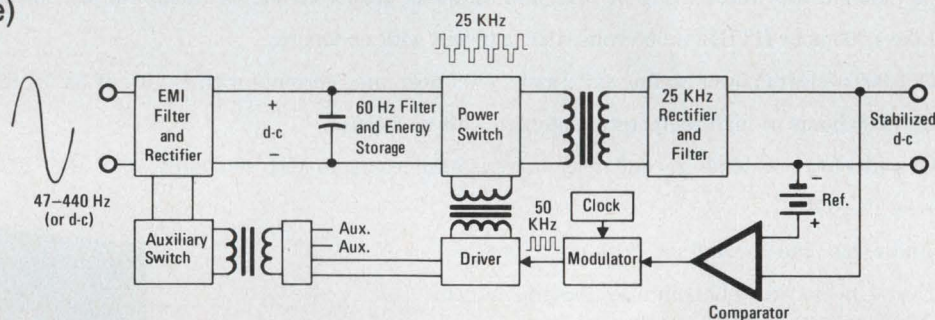 e)
25 KHz
EMI
Filter
and
Rectifier
+
d-c
−
60 Hz Filter
and Energy
Storage
Power
Switch
25 KHz
Rectifier
and
Filter
Stabilized
d-c
47–440 Hz
(or d-c)
−
Ref.
+
Auxiliary
Switch
Aux.
Aux.
Driver
50
KHz
Clock
Modulator
Comparator